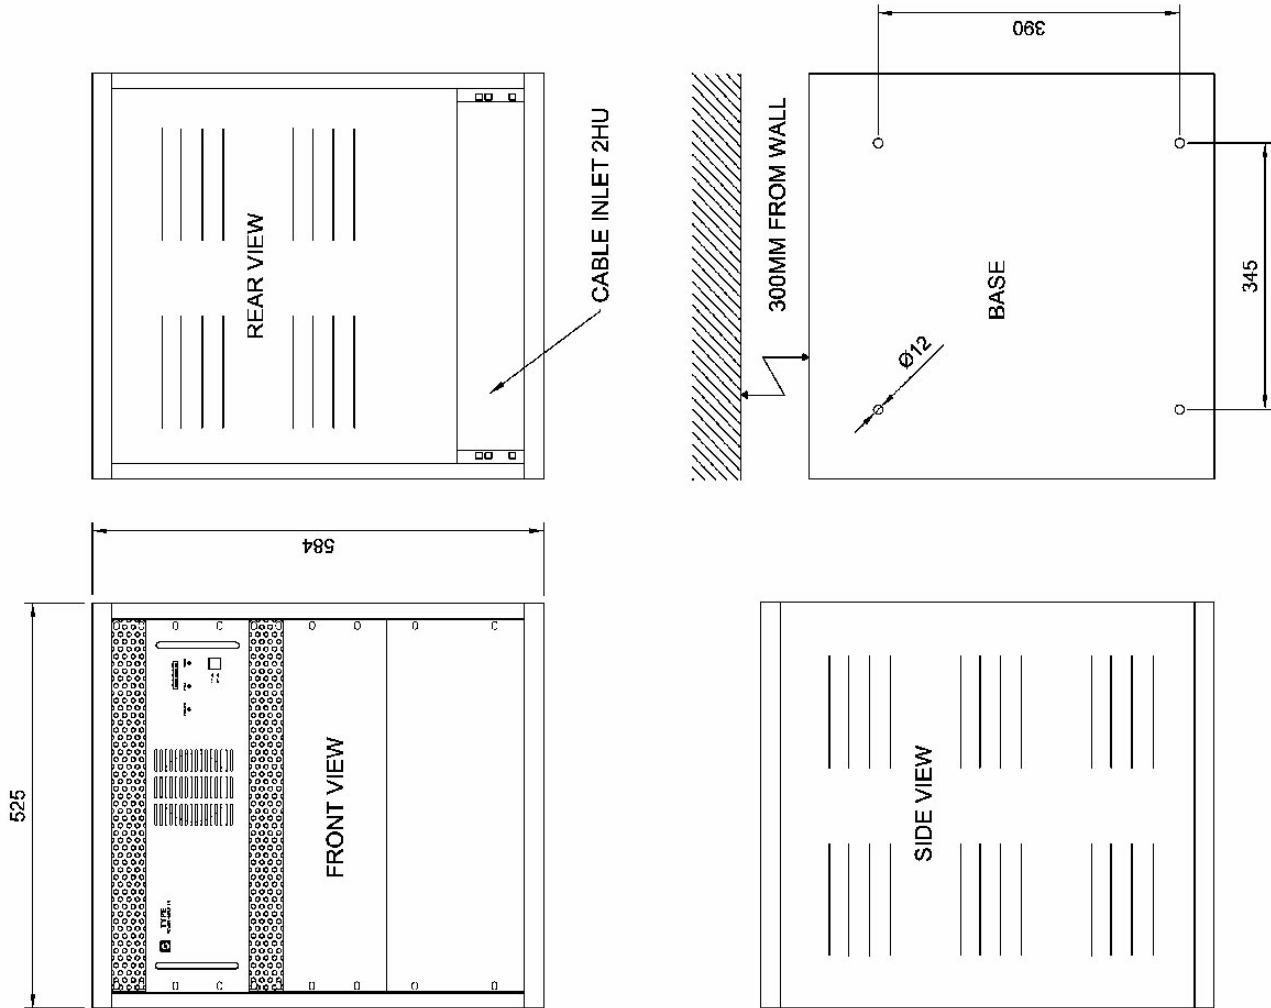 390
REAR VIEW
CABLE INLET 2HU
300MM FROM WALL
BASE
Ø12
345
584
525
FRONT VIEW
TYPE
SIDE VIEW